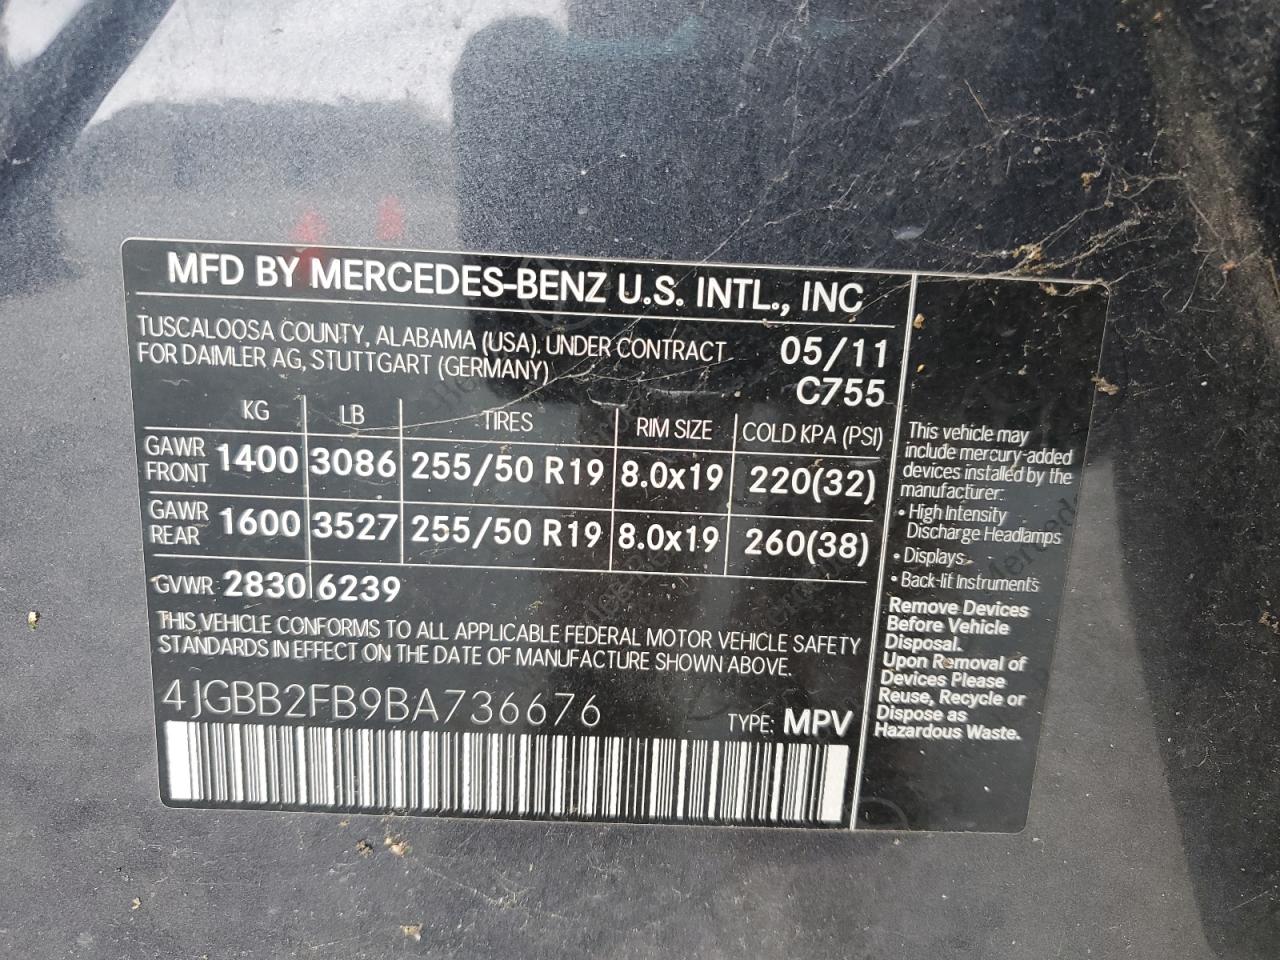 MFD BY MERCEDES-BENZ U.S. INTL., INC
TUSCALOOSA COUNTY, ALABAMA (USA). UNDER CONTRACT
FOR DAIMLER AG, STUTTGART (GERMANY)
05/11
C755
KG LB TIRES RIM SIZE COLD KPA (PSI)
GAWR FRONT 1400 3086 255/50 R19 8.0x19 220(32)
GAWR REAR 1600 3527 255/50 R19 8.0x19 260(38)
GVWR 2830 6239
THIS VEHICLE CONFORMS TO ALL APPLICABLE FEDERAL MOTOR VEHICLE SAFETY
STANDARDS IN EFFECT ON THE DATE OF MANUFACTURE SHOWN ABOVE.
4JGBB2FB9BA736676
TYPE: MPV
This vehicle may
include mercury-added
devices installed by the
manufacturer:
• High Intensity
Discharge Headlamps
• Displays
• Back-lit Instruments
Remove Devices
Before Vehicle
Disposal.
Upon Removal of
Devices Please
Reuse, Recycle or
Dispose as
Hazardous Waste.